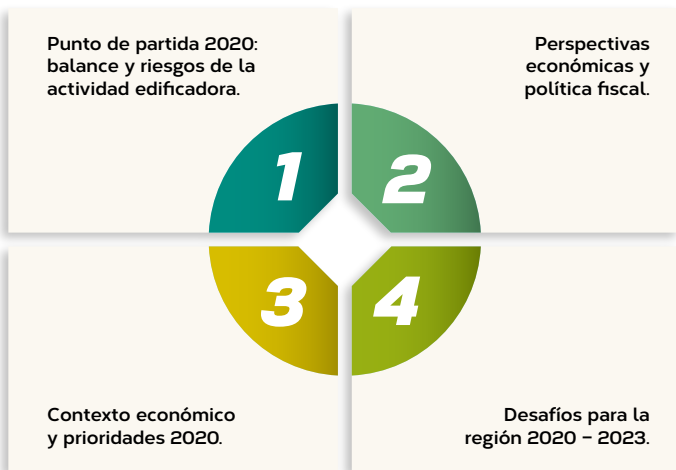 Punto de partida 2020:
balance y riesgos de la
actividad edificadora.
1
Perspectivas
económicas y
política fiscal.
2
3
Contexto económico
y prioridades 2020.
4
Desafíos para la
región 2020 – 2023.